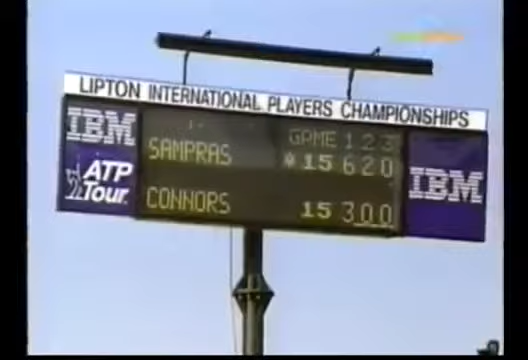 LIPTON INTERNATIONAL PLAYERS CHAMPIONSHIPS
IBM
ATP
Tour
GAME 1 2 3
SAMPRAS * 15 6 2 0
CONNORS 15 3 0 0
IBM